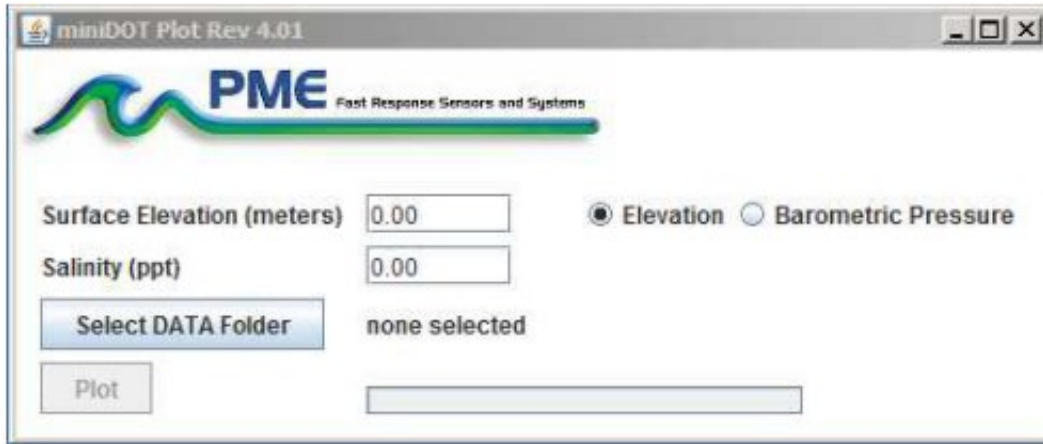 miniDOT Plot Rev 4.01
PME Fast Response Sensors and Systems
Surface Elevation (meters) 0.00 Elevation Barometric Pressure
Salinity (ppt) 0.00
Select DATA Folder none selected
Plot